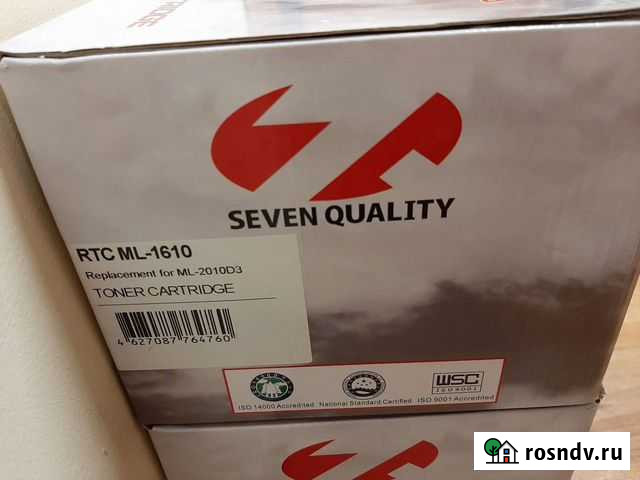 SEVEN QUALITY
RTC ML-1610
Replacement for ML-2010D3
TONER CARTRIDGE
4 627087 764760
WSC
ISO9001
ISO 14000 Accredited National Standard Certified ISO 9001 Accredited
rosndv.ru